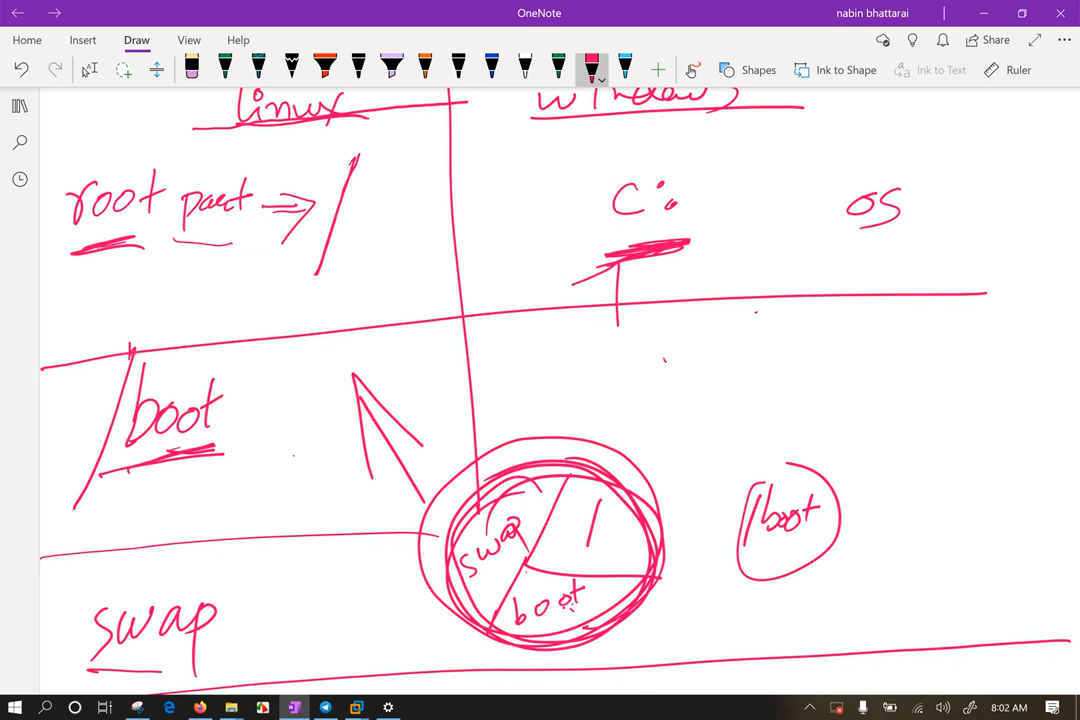 OneNote
nabin bhattarai
Home Insert Draw View Help
Share
Shapes Ink to Shape Ink to Text Ruler
linux windows
root part ⇒ / C: OS
/boot
swap / boot
/boot
swap
8:02 AM